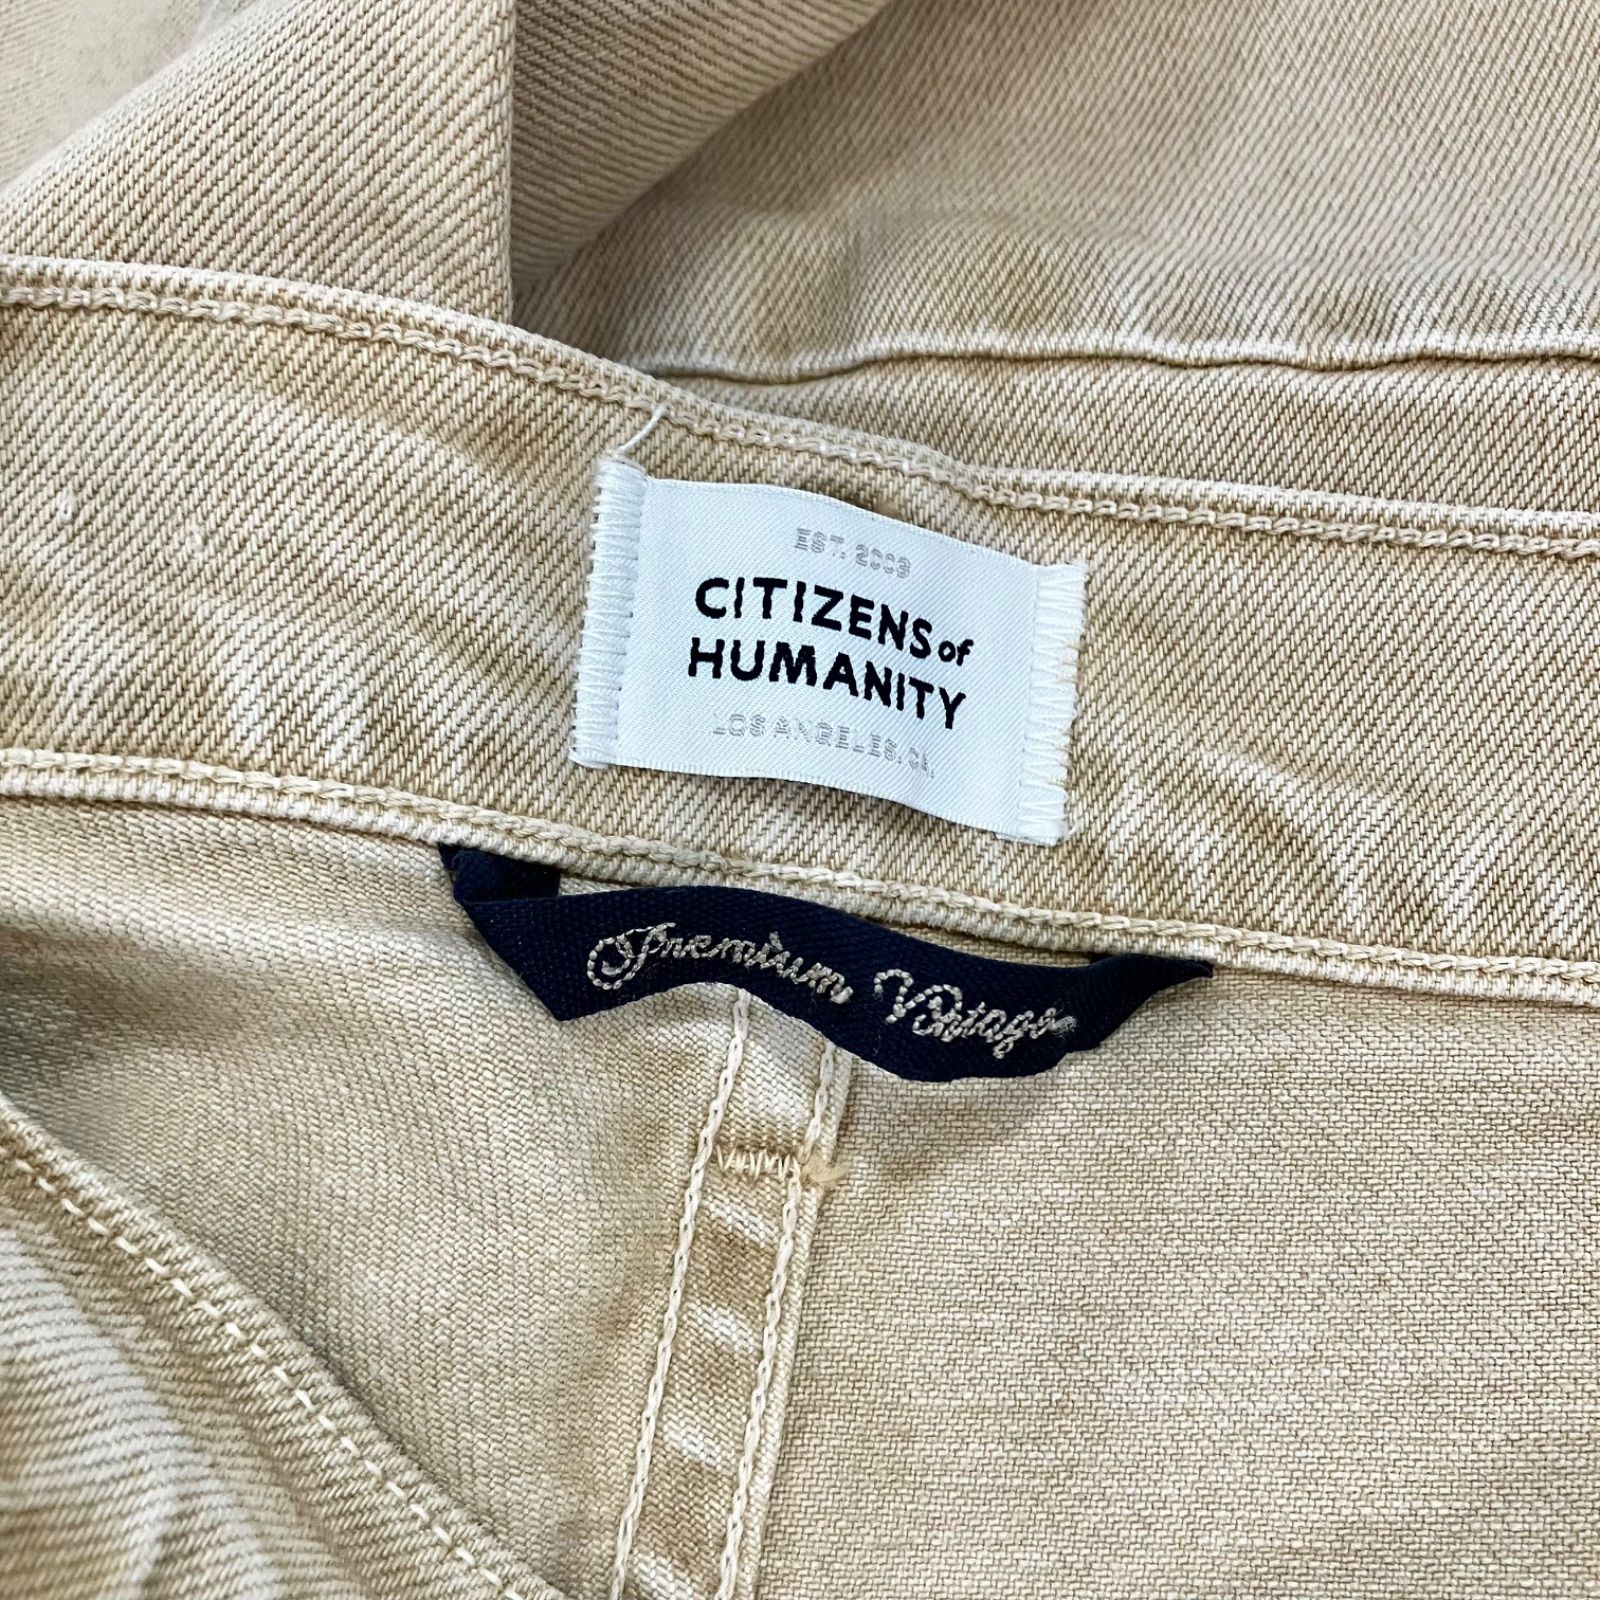 EST. 2003
CITIZENS of
HUMANITY
LOS ANGELES, CA.
Premium Vintage